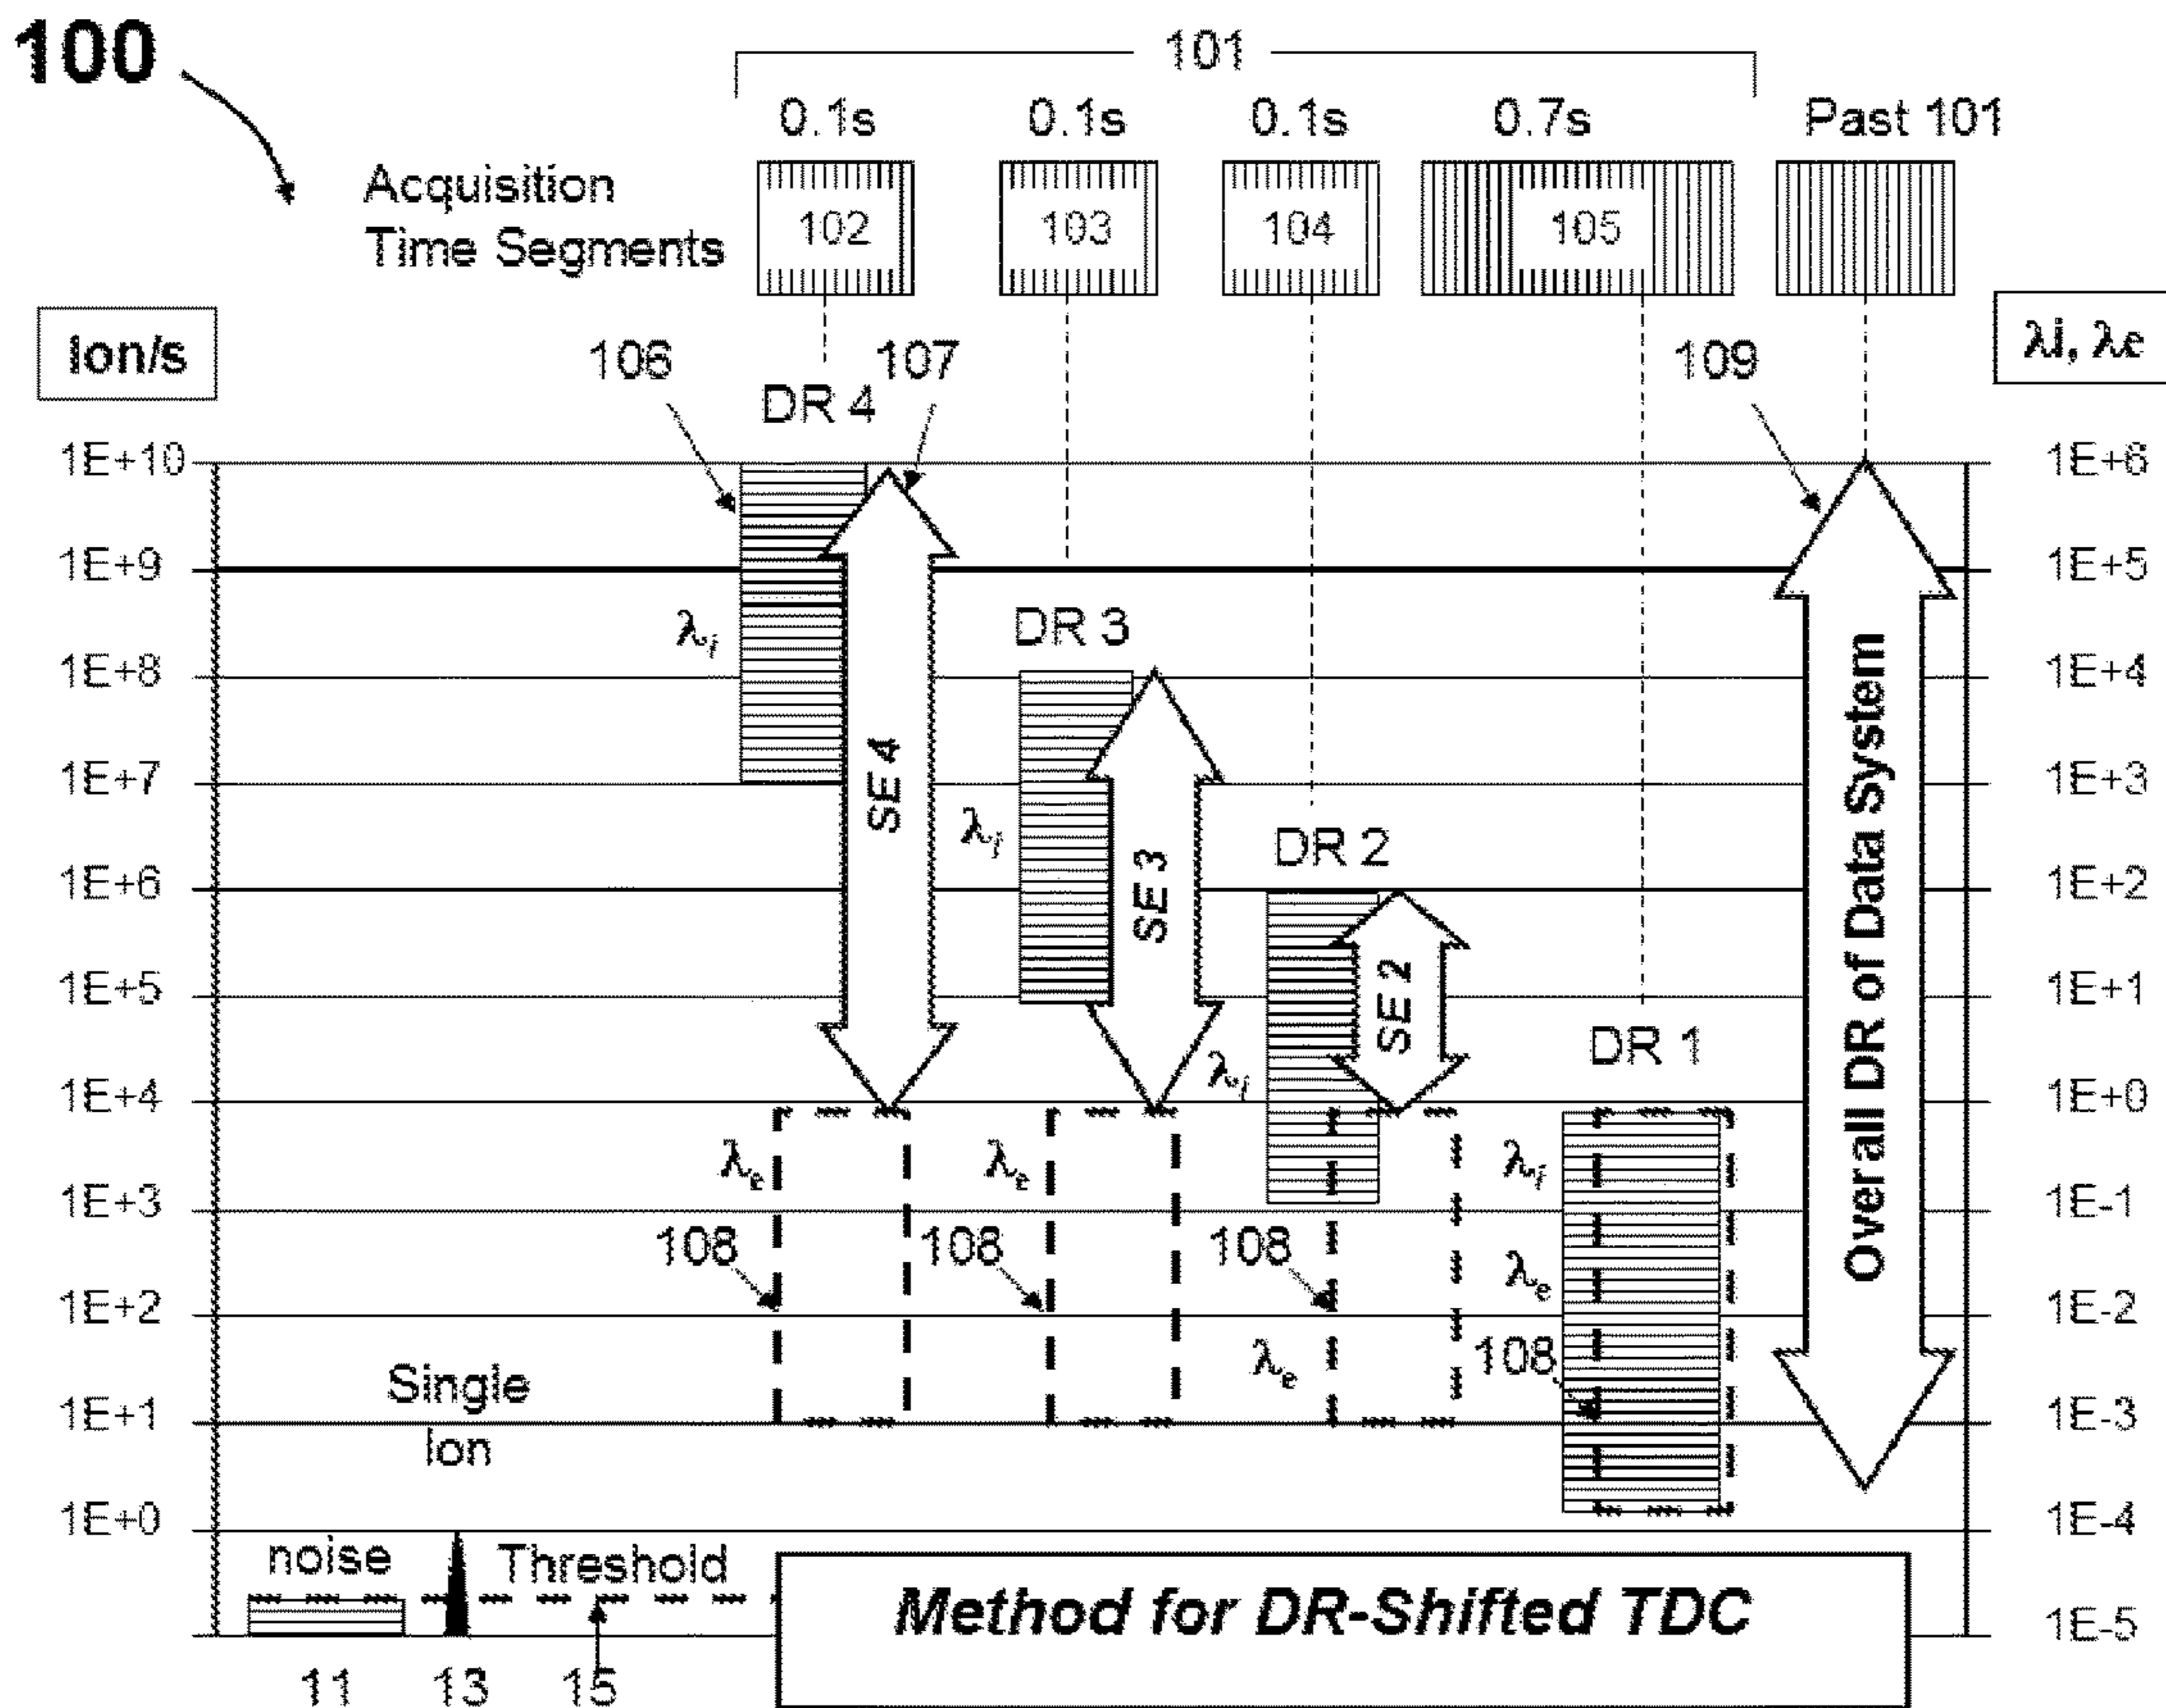 100
101
0.1s 0.1s 0.1s 0.7s Past 101
Acquisition
Time Segments
102 103 104 105
Ion/s
λi, λe
106 107 109
DR 4
1E+10 1E+6
1E+9 1E+5
λi DR 3
1E+8 1E+4
SE 4
1E+7 1E+3
λi DR 2
1E+6 1E+2
SE 3
1E+5 1E+1
SE 2
λi DR 1
1E+4 1E+0
λe λe λi
1E+3 1E-1
108 108 108 λe
1E+2 1E-2
λe 108
Single
Ion
1E+1 1E-3
1E+0 1E-4
Overall DR of Data System
noise Threshold
Method for DR-Shifted TDC
1E-5
11 13 15